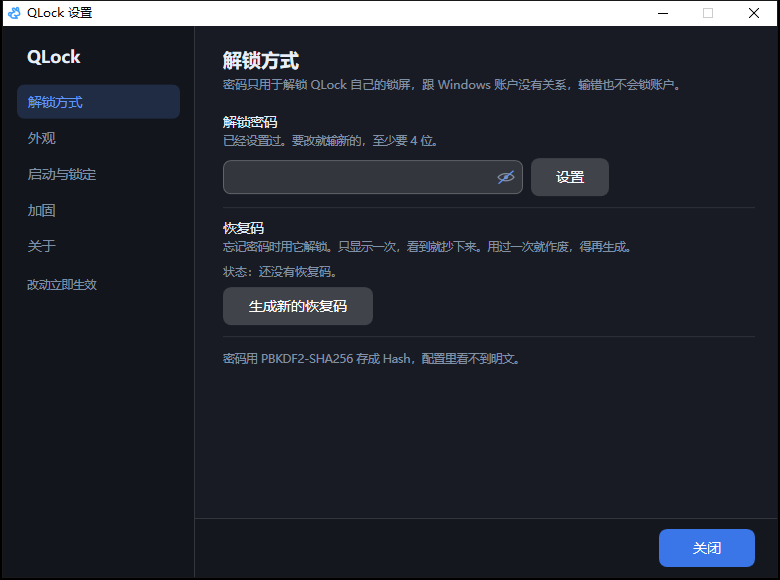 QLock 设置
QLock
解锁方式
外观
启动与锁定
加固
关于
改动立即生效
解锁方式
密码只用于解锁 QLock 自己的锁屏，跟 Windows 账户没有关系，输错也不会锁账户。
解锁密码
已经设置过。要改就输新的，至少要 4 位。
设置
恢复码
忘记密码时用它解锁。只显示一次，看到就抄下来。用过一次就作废，得再生成。
状态：还没有恢复码。
生成新的恢复码
密码用 PBKDF2-SHA256 存成 Hash，配置里看不到明文。
关闭